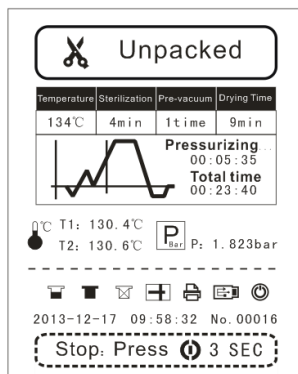 Unpacked
Temperature Sterilization Pre-vacuum Drying Time
134℃ 4min 1time 9min
Pressurizing...
00:05:35
Total time
00:23:40
℃ T1: 130.4℃
T2: 130.6℃ P Bar P: 1.823bar
2013-12-17 09:58:32 No.00016
Stop: Press 3 SEC